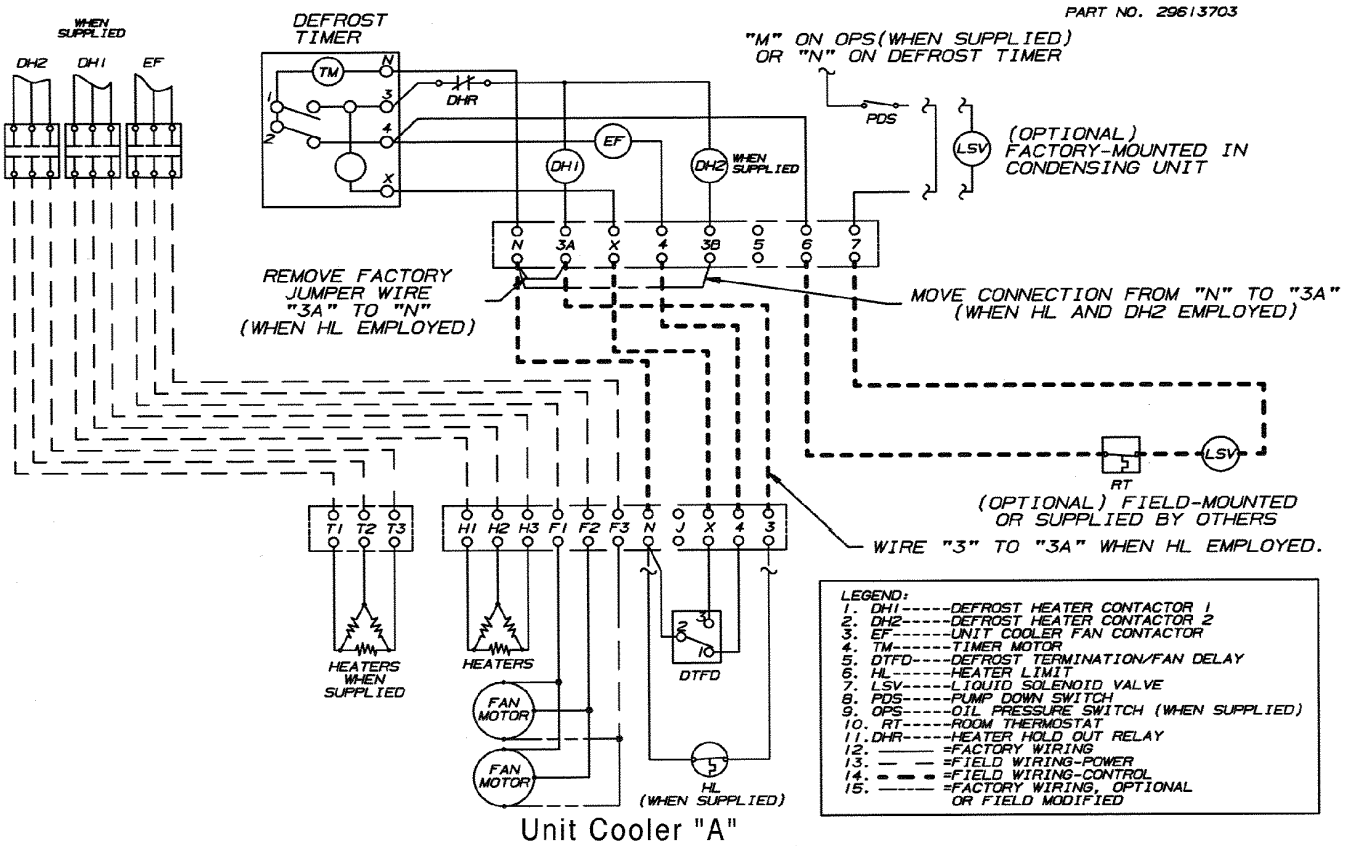 PART NO. 29613703
WHEN
SUPPLIED
DH2
DH1
EF
DEFROST
TIMER
TM
N
1
3
2
4
X
DHR
DH1
EF
DH2
WHEN
SUPPLIED
"M" ON OPS(WHEN SUPPLIED)
OR "N" ON DEFROST TIMER
PDS
LSV
(OPTIONAL)
FACTORY-MOUNTED IN
CONDENSING UNIT
N 3A X 4 3B 5 6 7
REMOVE FACTORY
JUMPER WIRE
"3A" TO "N"
(WHEN HL EMPLOYED)
MOVE CONNECTION FROM "N" TO "3A"
(WHEN HL AND DH2 EMPLOYED)
RT
LSV
(OPTIONAL) FIELD-MOUNTED
OR SUPPLIED BY OTHERS
WIRE "3" TO "3A" WHEN HL EMPLOYED.
T1 T2 T3
H1 H2 H3 F1 F2 F3 N J X 4 3
HEATERS
WHEN
SUPPLIED
HEATERS
3
2
1
DTFD
FAN
MOTOR
FAN
MOTOR
HL
(WHEN SUPPLIED)
Unit Cooler "A"
LEGEND:
1. DH1-----DEFROST HEATER CONTACTOR 1
2. DH2-----DEFROST HEATER CONTACTOR 2
3. EF------UNIT COOLER FAN CONTACTOR
4. TM------TIMER MOTOR
5. DTFD----DEFROST TERMINATION/FAN DELAY
6. HL------HEATER LIMIT
7. LSV-----LIQUID SOLENOID VALVE
8. PDS-----PUMP DOWN SWITCH
9. OPS-----OIL PRESSURE SWITCH (WHEN SUPPLIED)
10. RT-----ROOM THERMOSTAT
11. DHR-----HEATER HOLD OUT RELAY
12. =FACTORY WIRING
13. =FIELD WIRING-POWER
14. =FIELD WIRING-CONTROL
15. =FACTORY WIRING, OPTIONAL
OR FIELD MODIFIED